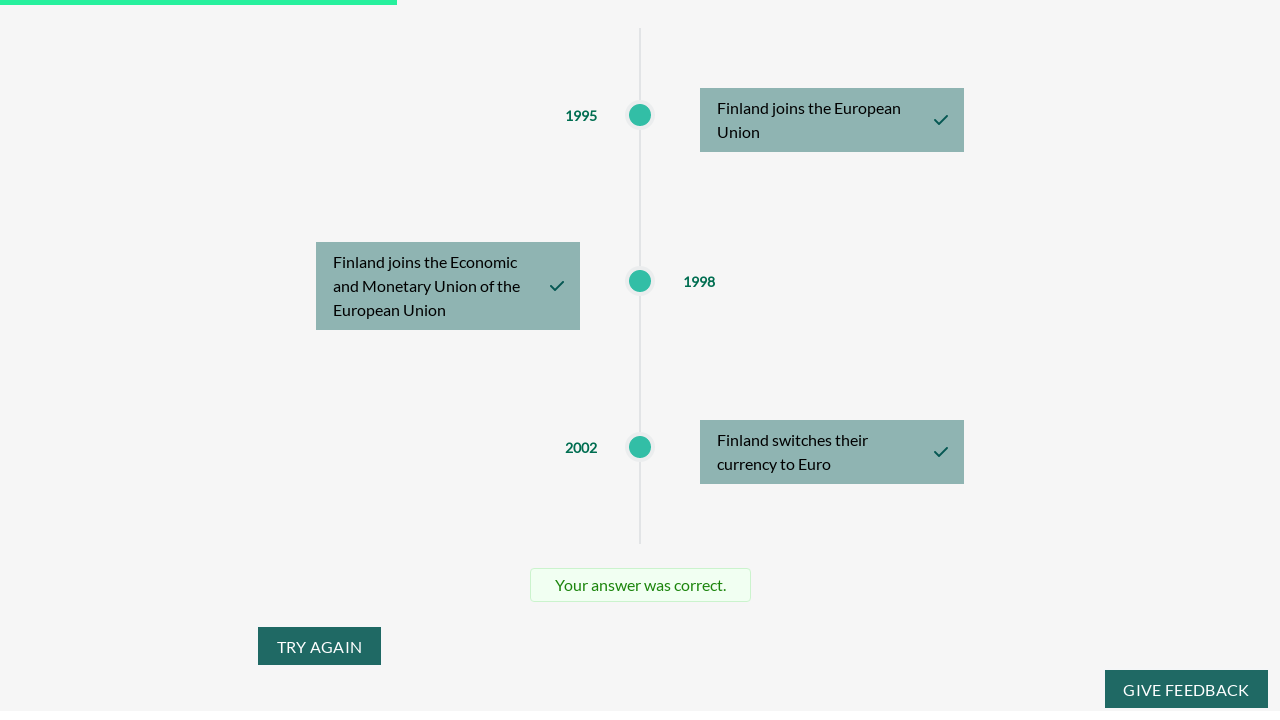 1995
Finland joins the European
Union
Finland joins the Economic
and Monetary Union of the
European Union
1998
2002
Finland switches their
currency to Euro
Your answer was correct.
TRY AGAIN
GIVE FEEDBACK